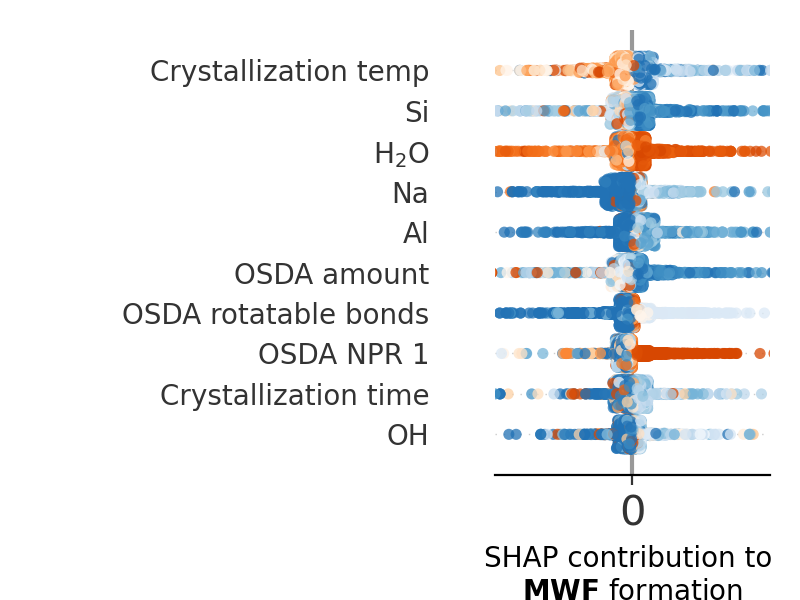 Crystallization temp
Si
H₂O
Na
Al
OSDA amount
OSDA rotatable bonds
OSDA NPR 1
Crystallization time
OH
0
SHAP contribution to
MWF formation